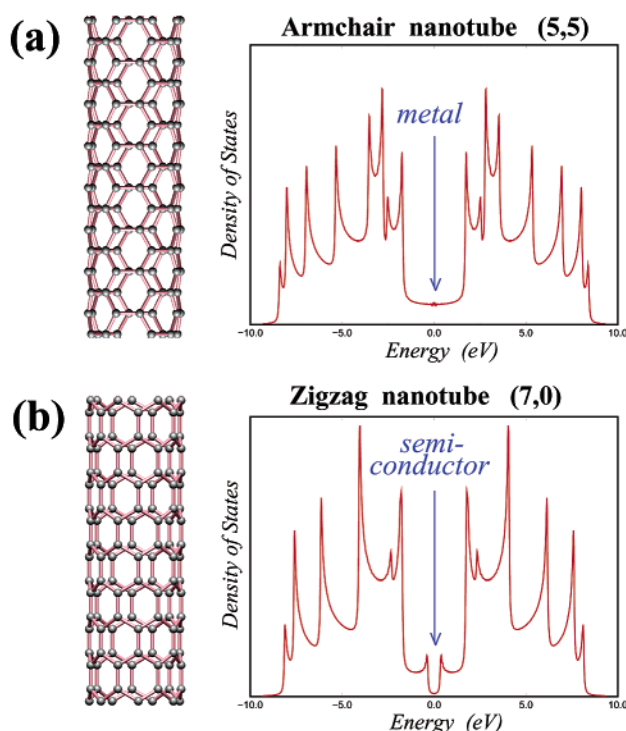 (a)
Armchair nanotube (5,5)
metal
Density of States
−10.0 −5.0 0.0 5.0 10.0
Energy (eV)
(b)
Zigzag nanotube (7,0)
semi-
conductor
Density of States
−10.0 −5.0 0.0 5.0 10.0
Energy (eV)